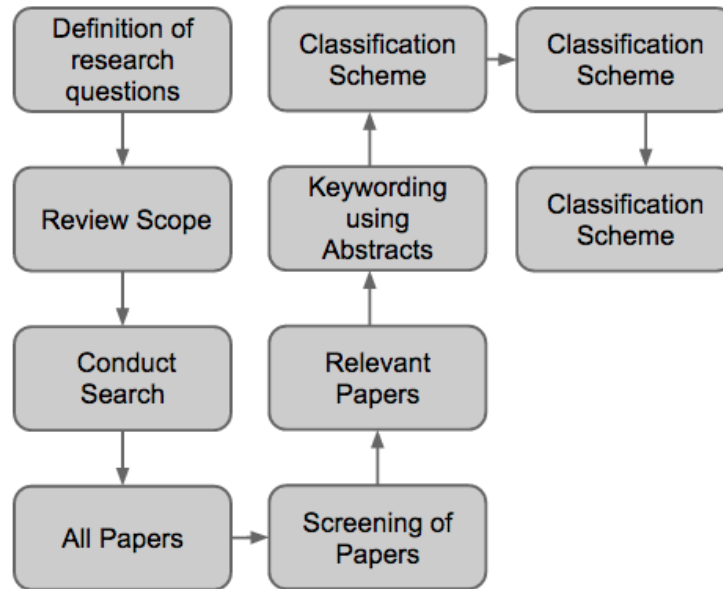 Definition of
research
questions
Review Scope
Conduct
Search
All Papers
Screening of
Papers
Relevant
Papers
Keywording
using
Abstracts
Classification
Scheme
Classification
Scheme
Classification
Scheme